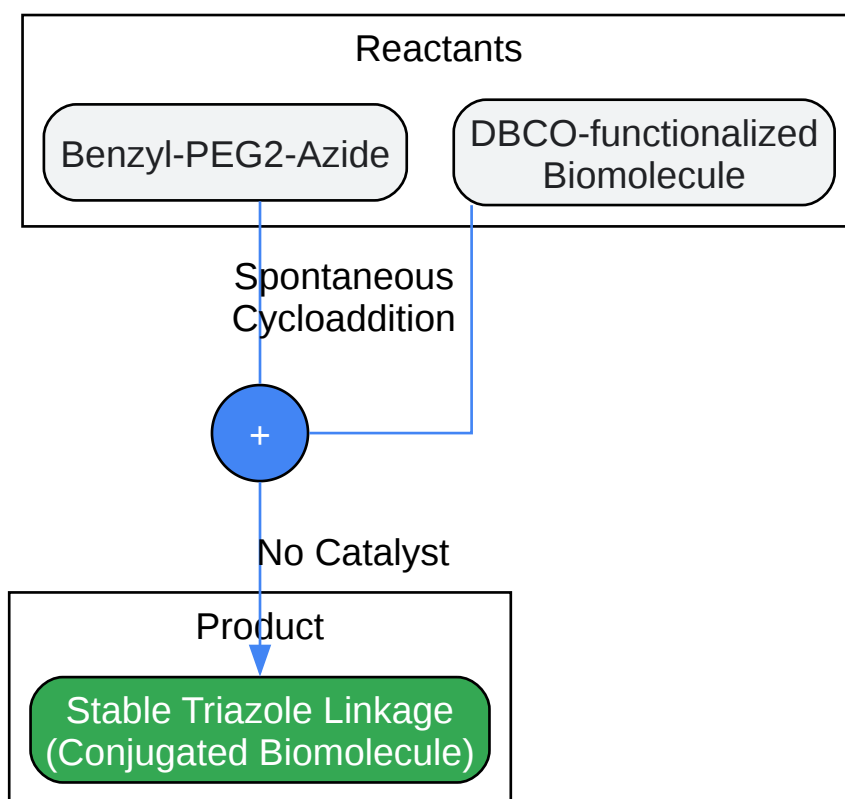 Reactants
Benzyl-PEG2-Azide
DBCO-functionalized
Biomolecule
Spontaneous
Cycloaddition
+
No Catalyst
Product
Stable Triazole Linkage
(Conjugated Biomolecule)